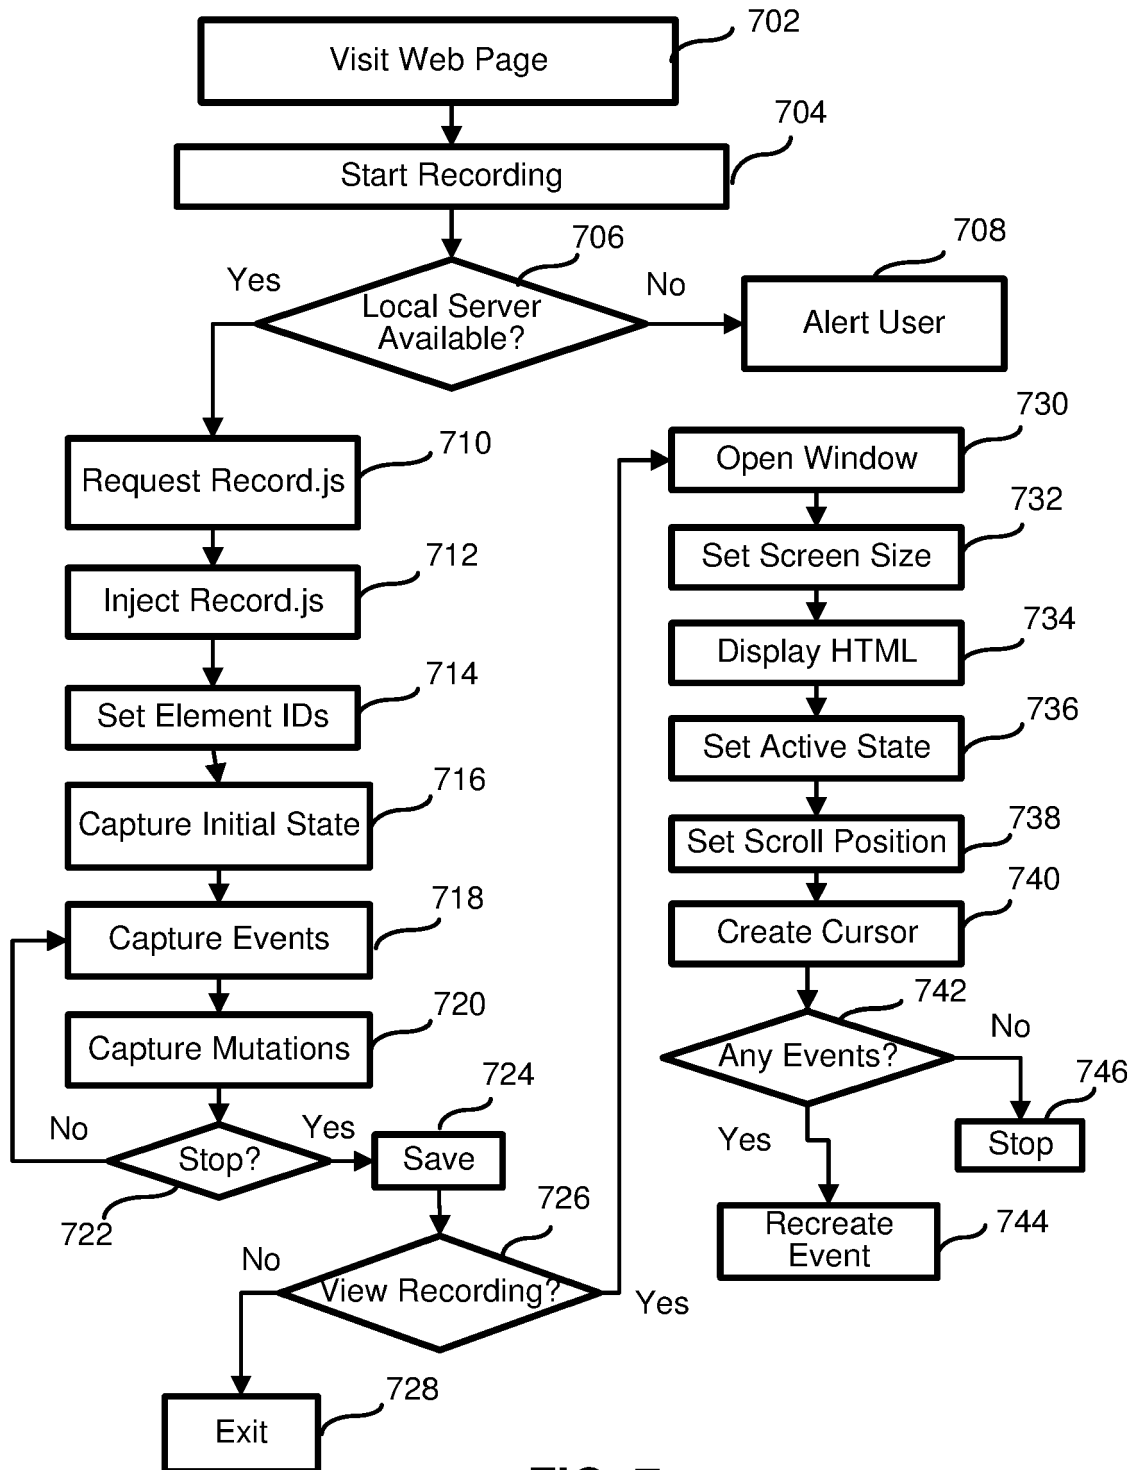 702
Visit Web Page
704
Start Recording
706
708
Yes
No
Local Server
Available?
Alert User
710
Request Record.js
712
Inject Record.js
714
Set Element IDs
716
Capture Initial State
718
Capture Events
720
Capture Mutations
No
Yes
Stop?
722
724
Save
726
No
View Recording?
Yes
728
Exit
730
Open Window
732
Set Screen Size
734
Display HTML
736
Set Active State
738
Set Scroll Position
740
Create Cursor
742
Any Events?
No
746
Stop
Yes
744
Recreate
Event